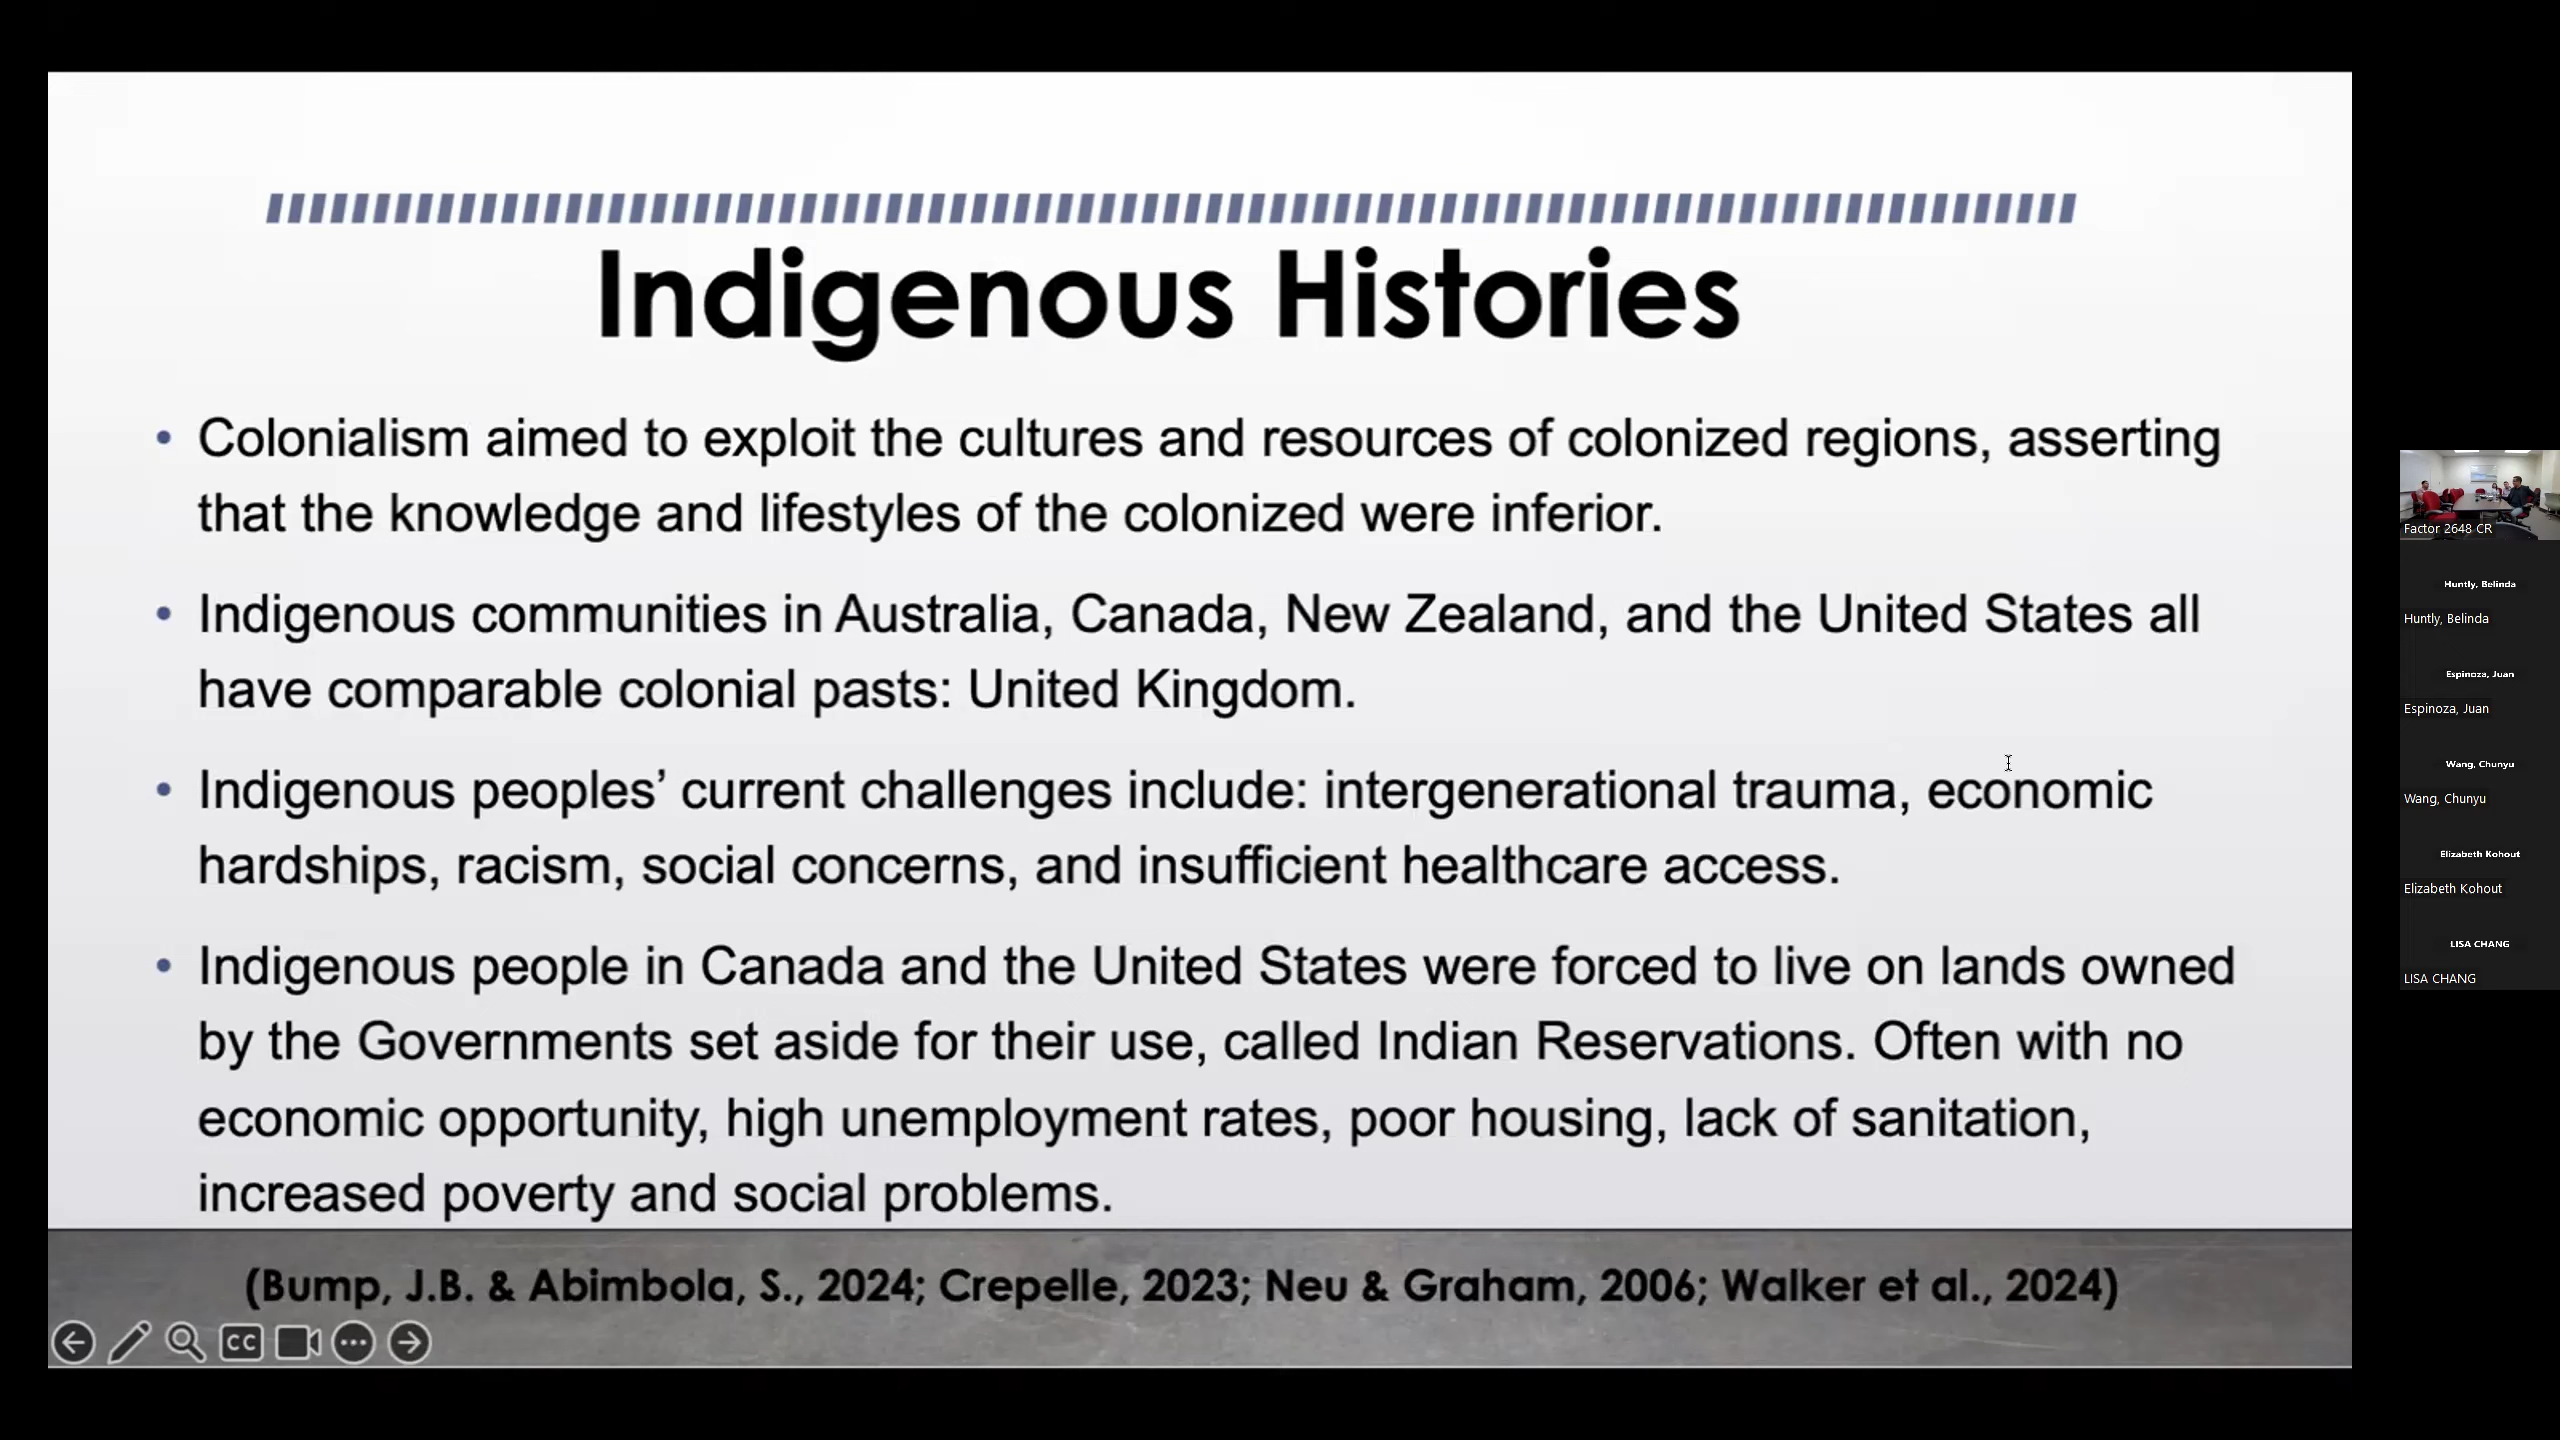 Indigenous Histories
• Colonialism aimed to exploit the cultures and resources of colonized regions, asserting
that the knowledge and lifestyles of the colonized were inferior.
• Indigenous communities in Australia, Canada, New Zealand, and the United States all
have comparable colonial pasts: United Kingdom.
• Indigenous peoples’ current challenges include: intergenerational trauma, economic
hardships, racism, social concerns, and insufficient healthcare access.
• Indigenous people in Canada and the United States were forced to live on lands owned
by the Governments set aside for their use, called Indian Reservations. Often with no
economic opportunity, high unemployment rates, poor housing, lack of sanitation,
increased poverty and social problems.
(Bump, J.B. & Abimbola, S., 2024; Crepelle, 2023; Neu & Graham, 2006; Walker et al., 2024)
CC
Factor 2648 CR
Huntly, Belinda
Huntly, Belinda
Espinoza, Juan
Espinoza, Juan
Wang, Chunyu
Wang, Chunyu
Elizabeth Kohout
Elizabeth Kohout
LISA CHANG
LISA CHANG